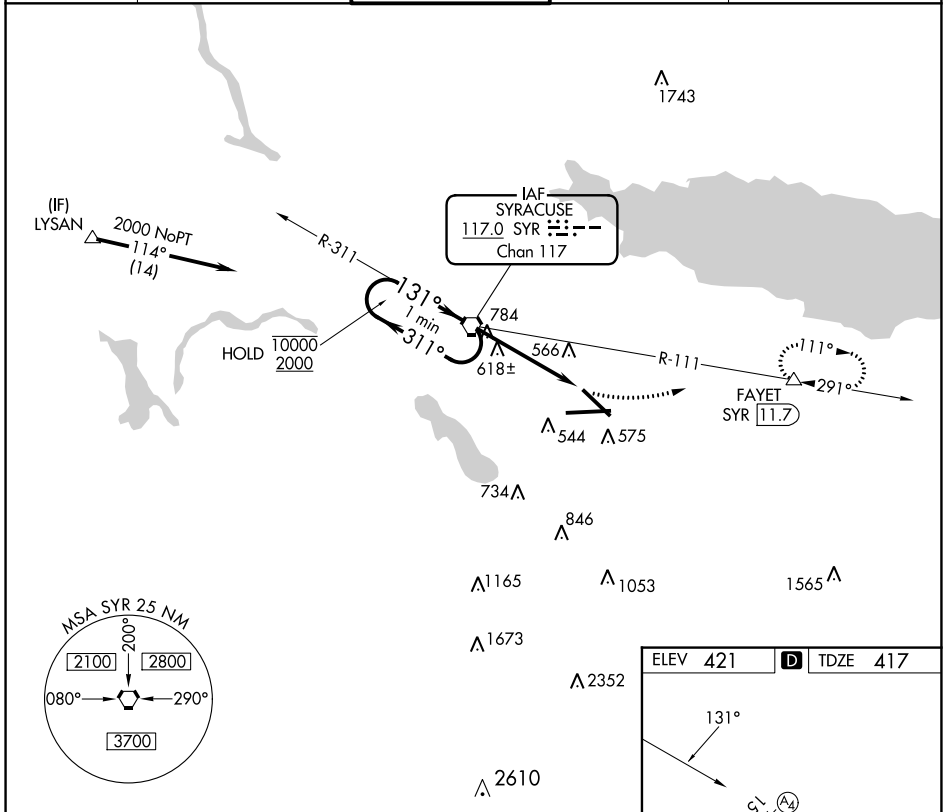 1743
IAF
SYRACUSE
117.0 SYR
Chan 117
(IF)
LYSAN
2000 NoPT
114°
(14)
R-311
131°
1 min
311°
HOLD 10000
2000
784
618±
566
R-111
111°
291°
FAYET
SYR 11.7
544
575
734
846
1165
1053
1565
1673
2352
2610
MSA SYR 25 NM
200°
2100
2800
080°
290°
3700
ELEV 421 D TDZE 417
131°
A4